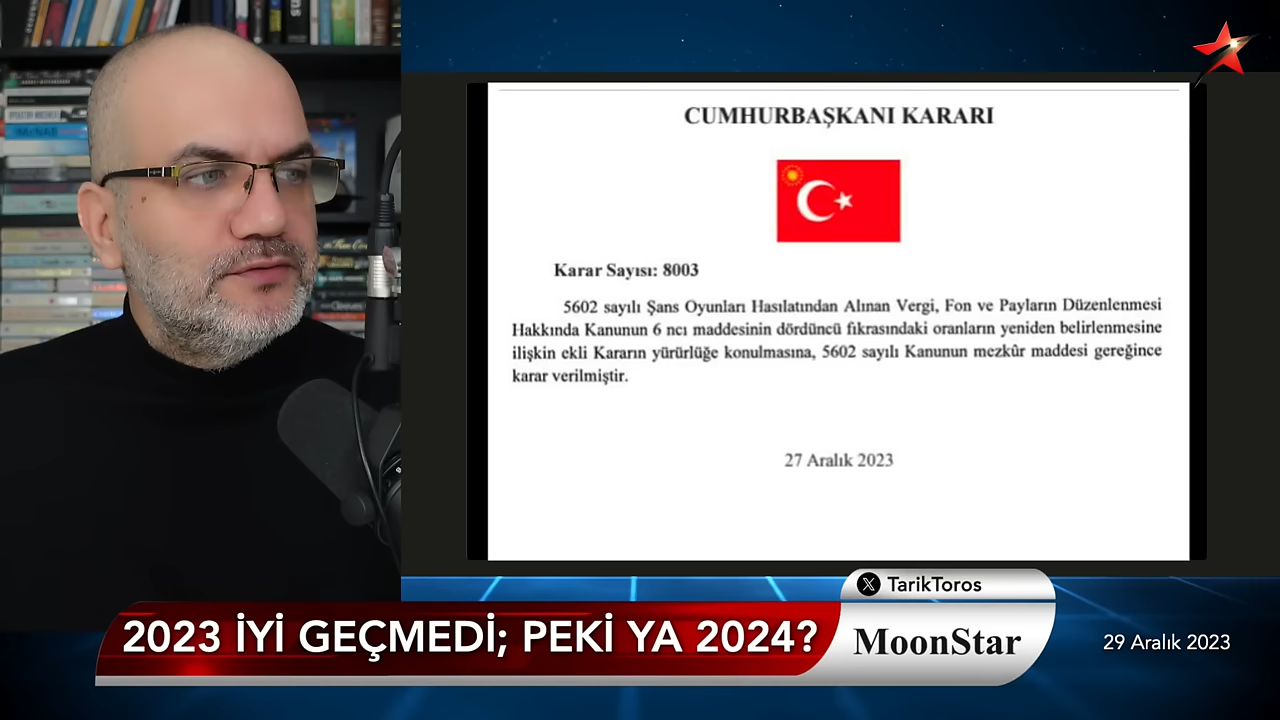 CUMHURBAŞKANI KARARI
Karar Sayısı: 8003
5602 sayılı Şans Oyunları Hasılatından Alınan Vergi, Fon ve Payların Düzenlenmesi
Hakkında Kanunun 6 ncı maddesinin dördüncü fıkrasındaki oranların yeniden belirlenmesine
ilişkin ekli Kararın yürürlüğe konulmasına, 5602 sayılı Kanunun mezkûr maddesi gereğince
karar verilmiştir.
27 Aralık 2023
TarikToros
2023 İYİ GEÇMEDİ; PEKİ YA 2024?
MoonStar
29 Aralık 2023